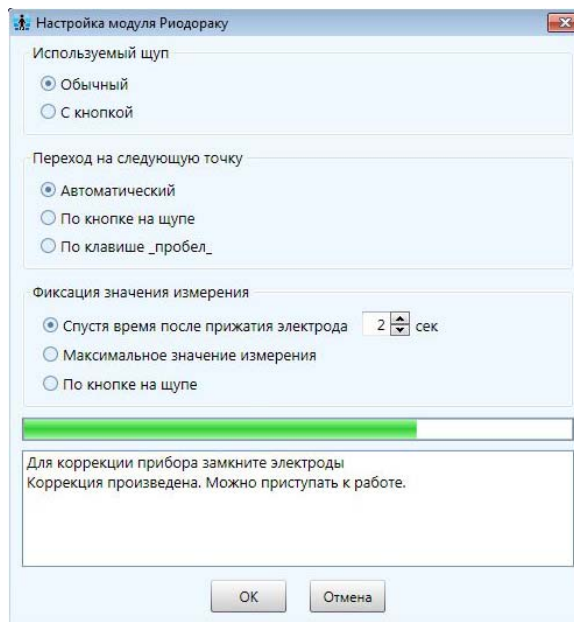 Настройка модуля Риодораку
Используемый щуп
Обычный
С кнопкой
Переход на следующую точку
Автоматический
По кнопке на щупе
По клавише _пробел_
Фиксация значения измерения
Спустя время после прижатия электрода 2 сек
Максимальное значение измерения
По кнопке на щупе
Для коррекции прибора замкните электроды
Коррекция произведена. Можно приступать к работе.
ОК Отмена